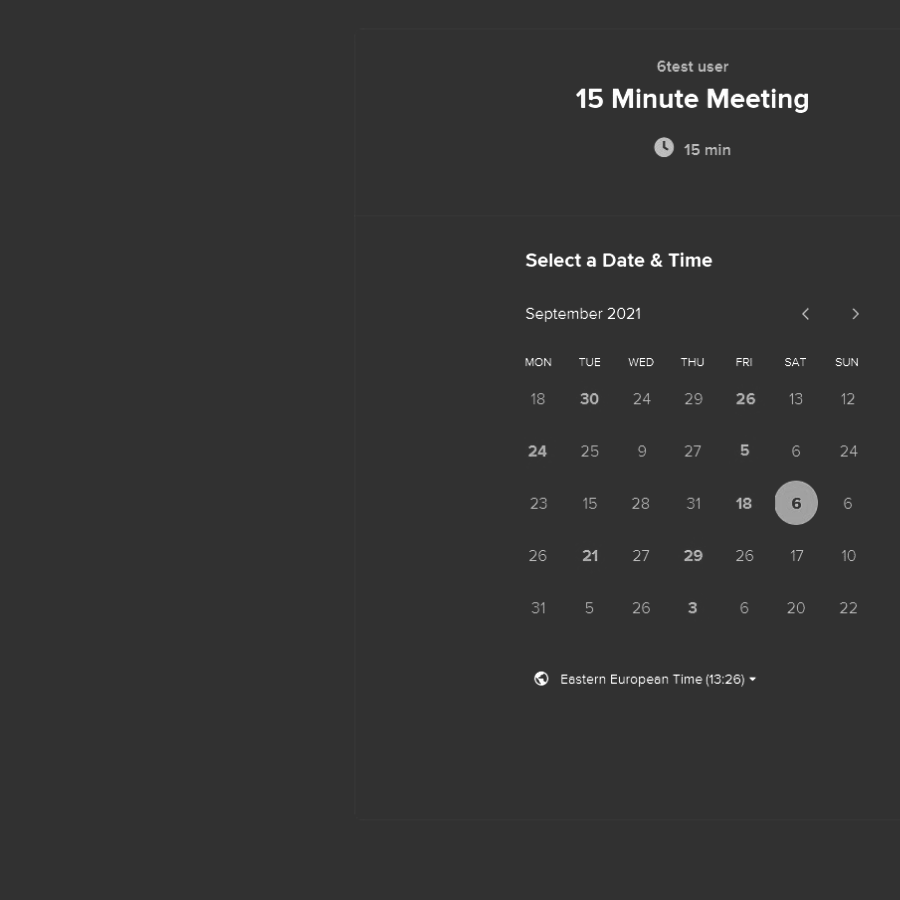 6test user
15 Minute Meeting
15 min
Select a Date & Time
September 2021
MON TUE WED THU FRI SAT SUN
18 30 24 29 26 13 12
24 25 9 27 5 6 24
23 15 28 31 18 6 6
26 21 27 29 26 17 10
31 5 26 3 6 20 22
Eastern European Time (13:26)